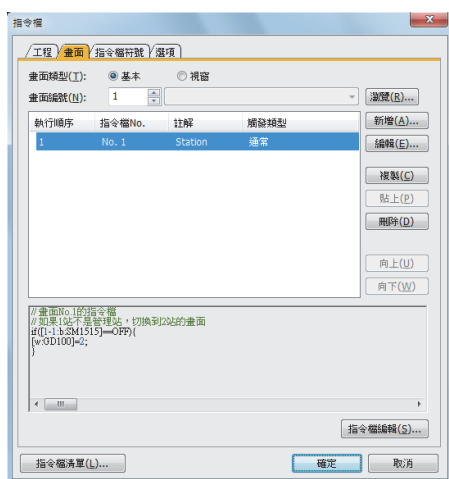 指令檔
工程 畫面 指令檔符號 選項
畫面類型(T): 基本 視窗
畫面編號(N): 1 瀏覽(R)...
執行順序 指令檔No. 註解 觸發類型 新增(A)...
1 No. 1 Station 通常 編輯(E)...
複製(C)
貼上(P)
刪除(D)
向上(U)
向下(W)
//畫面No.1的指令檔
//如果1站不是管理站，切換到2站的畫面
if([1-1:b:SM1515]==OFF){
[w:GD100]=2;
}
指令檔編輯(S)...
指令檔清單(L)... 確定 取消